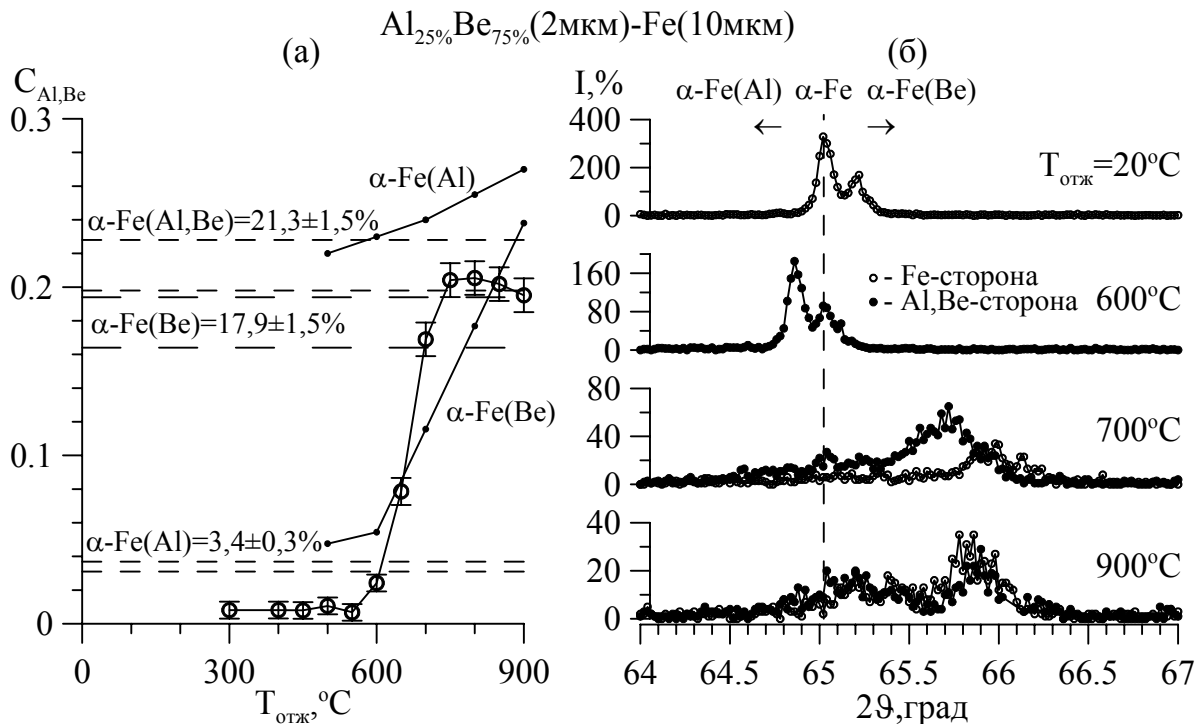 Al25%Be75%(2мкм)-Fe(10мкм)
(а)
CAl,Be
0.3
0.2
0.1
0
α-Fe(Al)
α-Fe(Al,Be)=21,3±1,5%
α-Fe(Be)=17,9±1,5%
α-Fe(Be)
α-Fe(Al)=3,4±0,3%
0 300 600 900
Tотж,°C
(б)
I,%
α-Fe(Al) α-Fe α-Fe(Be)
← →
400
200
0
Tотж=20°C
160
80
0
- Fe-сторона
- Al,Be-сторона
600°C
80
40
0
700°C
40
20
0
900°C
64 64.5 65 65.5 66 66.5 67
2ϑ,град